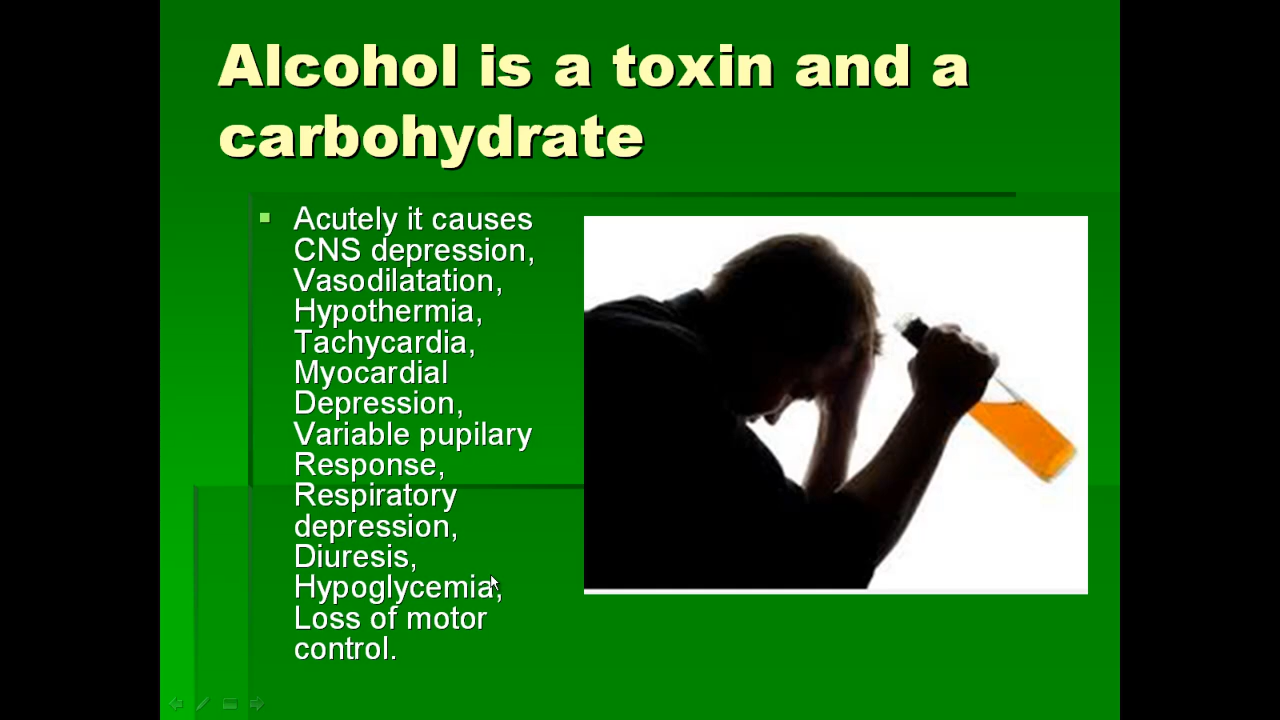 Alcohol is a toxin and a
carbohydrate
Acutely it causes
CNS depression,
Vasodilatation,
Hypothermia,
Tachycardia,
Myocardial
Depression,
Variable pupilary
Response,
Respiratory
depression,
Diuresis,
Hypoglycemia,
Loss of motor
control.